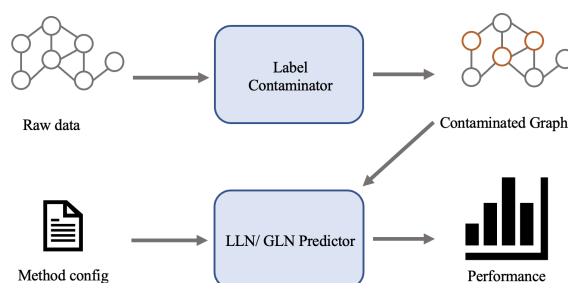 Label
Contaminator
Raw data
Contaminated Graph
LLN/ GLN Predictor
Method config
Performance